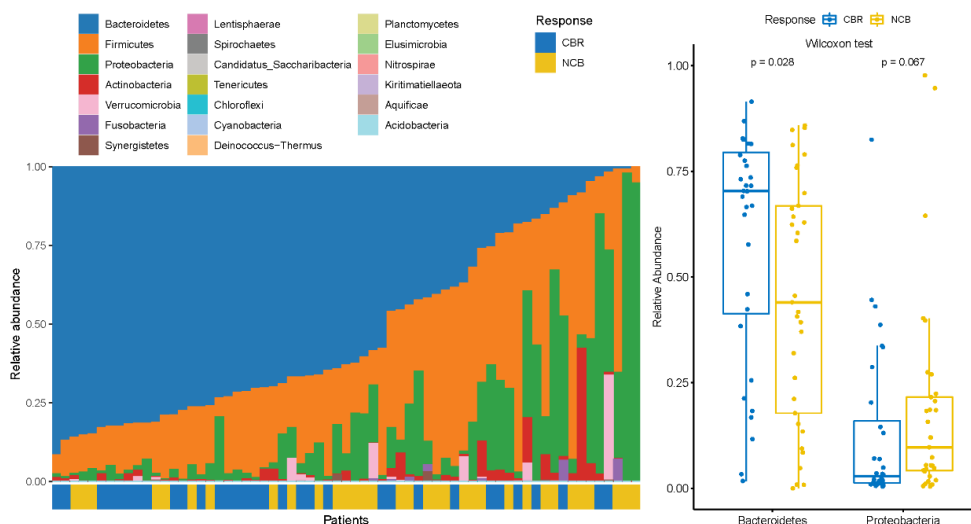 Bacteroidetes
Firmicutes
Proteobacteria
Actinobacteria
Verrucomicrobia
Fusobacteria
Synergistetes
Lentisphaerae
Spirochaetes
Candidatus_Saccharibacteria
Tenericutes
Chloroflexi
Cyanobacteria
Deinococcus−Thermus
Planctomycetes
Elusimicrobia
Nitrospirae
Kiritimatiellaeota
Aquificae
Acidobacteria
Response
CBR
NCB
Relative abundance
1.00
0.75
0.50
0.25
0.00
Patients
Response CBR NCB
Wilcoxon test
p = 0.028 p = 0.067
Relative Abundance
1.00
0.75
0.50
0.25
0.00
Bacteroidetes Proteobacteria